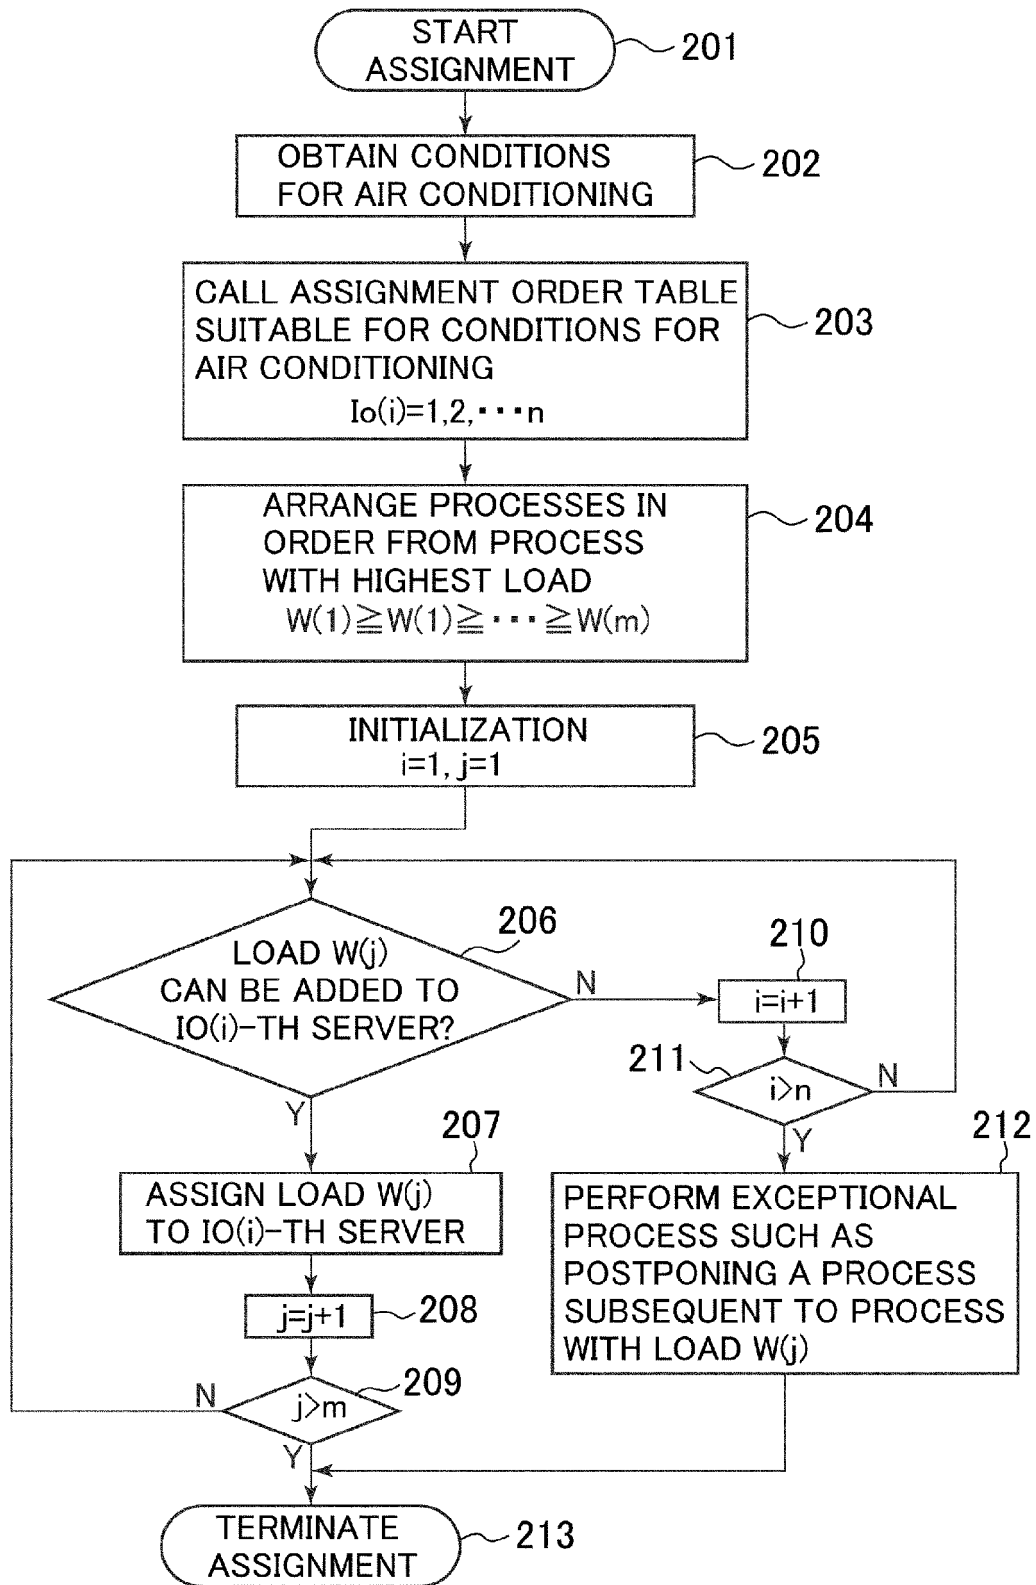 START
ASSIGNMENT
201
OBTAIN CONDITIONS
FOR AIR CONDITIONING
202
CALL ASSIGNMENT ORDER TABLE
SUITABLE FOR CONDITIONS FOR
AIR CONDITIONING
Io(i)=1,2,···n
203
ARRANGE PROCESSES IN
ORDER FROM PROCESS
WITH HIGHEST LOAD
W(1)≧W(1)≧···≧W(m)
204
INITIALIZATION
i=1, j=1
205
LOAD W(j)
CAN BE ADDED TO
IO(i)-TH SERVER?
206
N
Y
210
i=i+1
211
i>n
N
Y
207
ASSIGN LOAD W(j)
TO IO(i)-TH SERVER
j=j+1
208
j>m
209
N
Y
212
PERFORM EXCEPTIONAL
PROCESS SUCH AS
POSTPONING A PROCESS
SUBSEQUENT TO PROCESS
WITH LOAD W(j)
TERMINATE
ASSIGNMENT
213